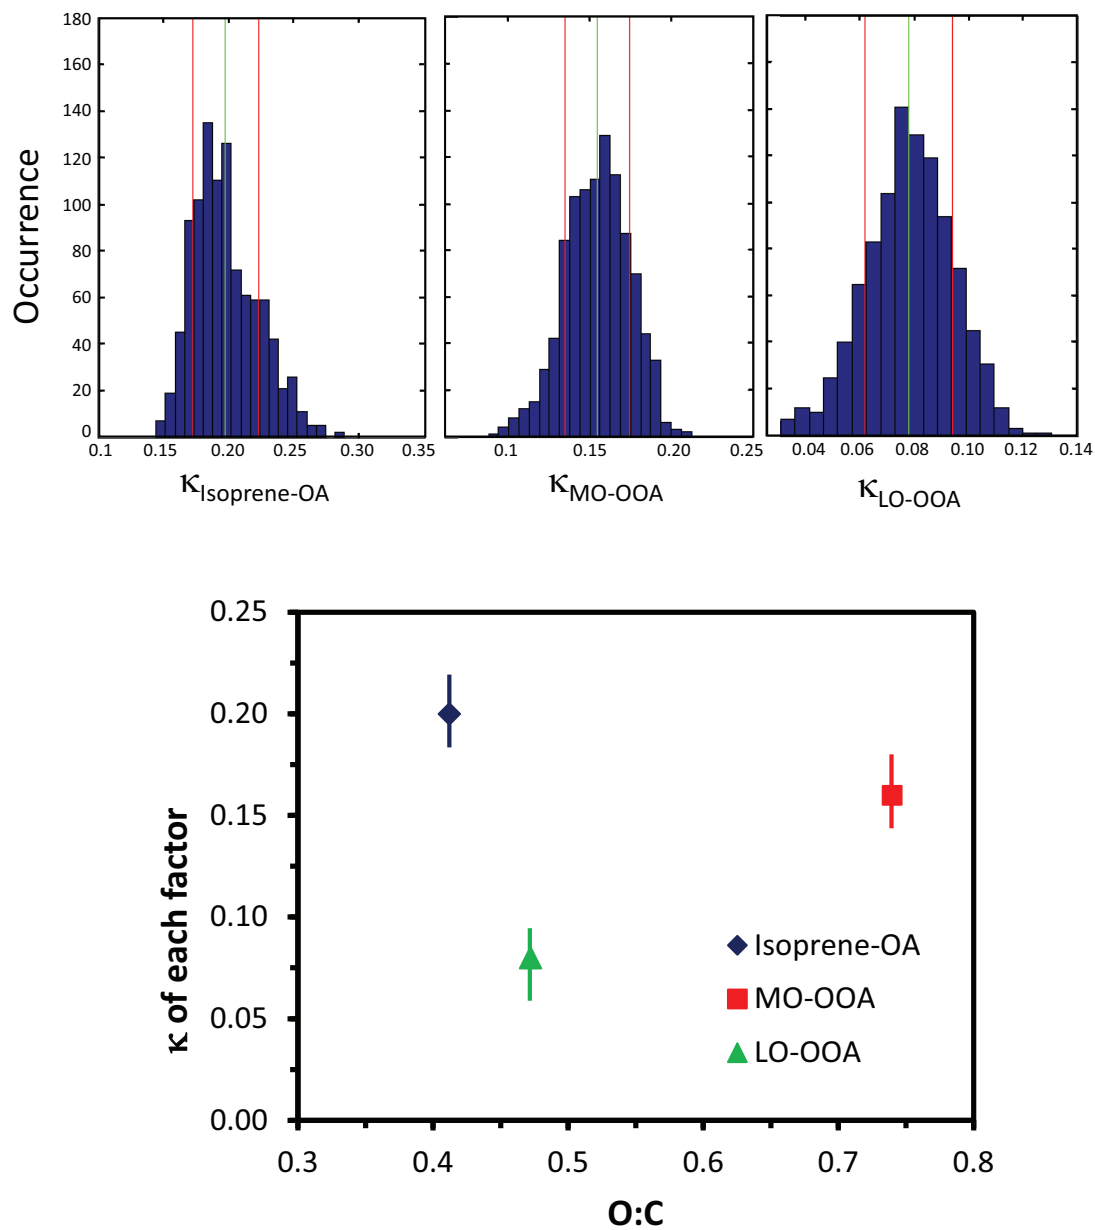 180
160
140
120
100
80
60
40
20
0
Occurrence
0.1 0.15 0.20 0.25 0.30 0.35
κIsoprene-OA
0.1 0.15 0.20 0.25
κMO-OOA
0.04 0.06 0.08 0.10 0.12 0.14
κLO-OOA
0.25
0.20
0.15
0.10
0.05
0.00
κ of each factor
Isoprene-OA
MO-OOA
LO-OOA
0.3 0.4 0.5 0.6 0.7 0.8
O:C